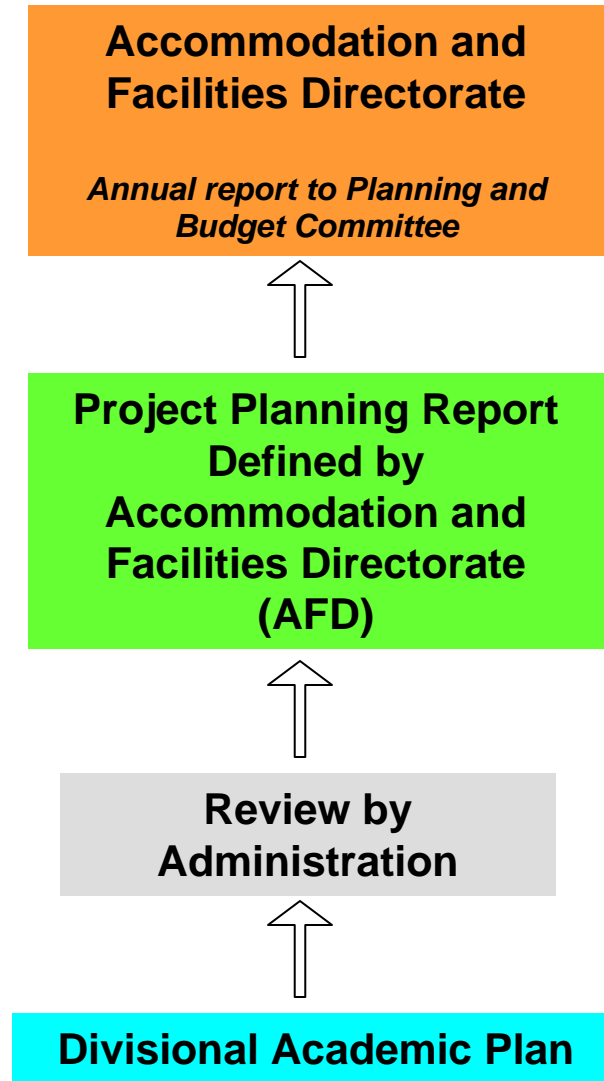 Accommodation and
Facilities Directorate
Annual report to Planning and
Budget Committee
Project Planning Report
Defined by
Accommodation and
Facilities Directorate
(AFD)
Review by
Administration
Divisional Academic Plan